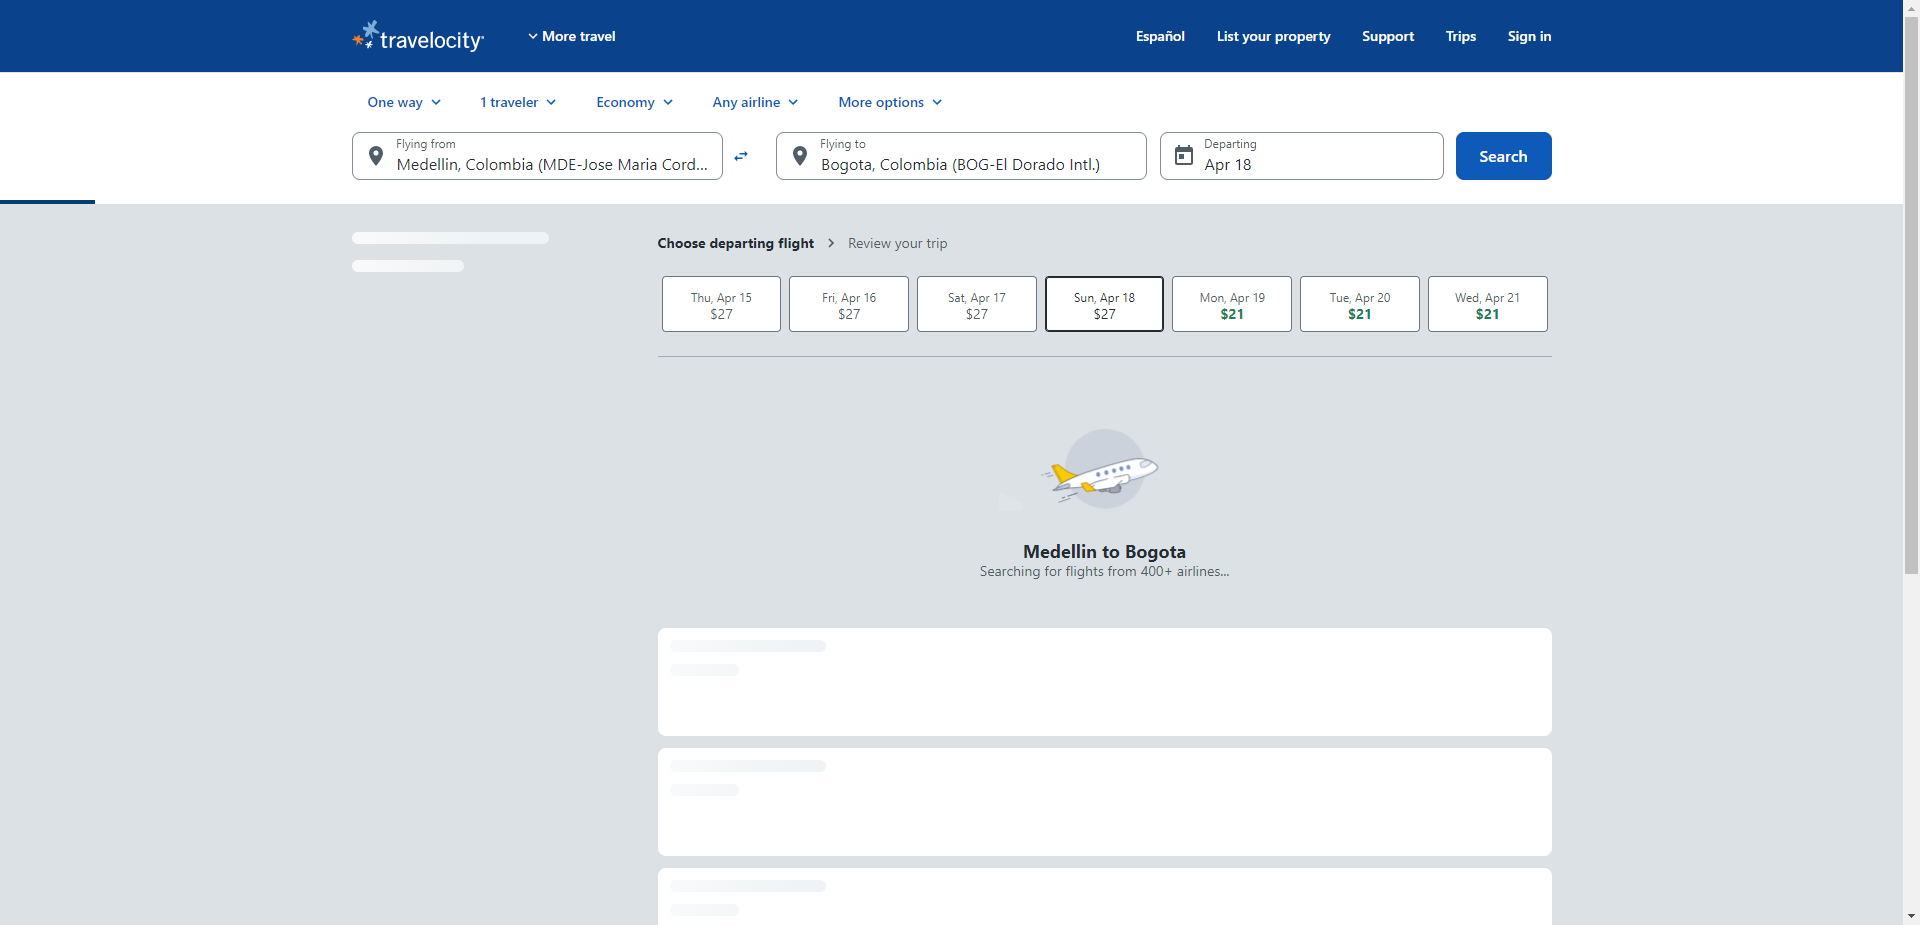 travelocity
More travel
Español
List your property
Support
Trips
Sign in
One way
1 traveler
Economy
Any airline
More options
Flying from
Medellin, Colombia (MDE-Jose Maria Cord...
Flying to
Bogota, Colombia (BOG-El Dorado Intl.)
Departing
Apr 18
Search
Choose departing flight
Review your trip
Thu, Apr 15
$27
Fri, Apr 16
$27
Sat, Apr 17
$27
Sun, Apr 18
$27
Mon, Apr 19
$21
Tue, Apr 20
$21
Wed, Apr 21
$21
Medellin to Bogota
Searching for flights from 400+ airlines...